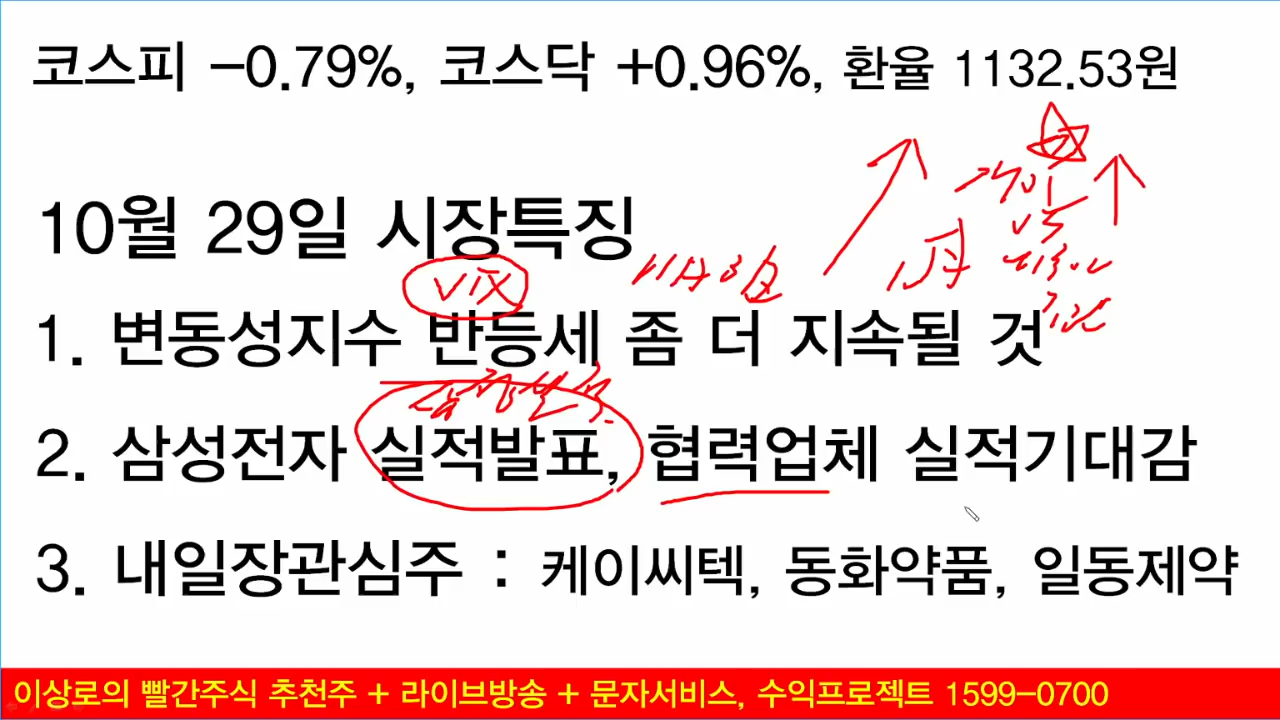 코스피 -0.79%, 코스닥 +0.96%, 환율 1132.53원
10월 29일 시장특징
VIX
1. 변동성지수 반등세 좀 더 지속될 것
2. 삼성전자 실적발표, 협력업체 실적기대감
3. 내일장관심주 : 케이씨텍, 동화약품, 일동제약
이상로의 빨간주식 추천주 + 라이브방송 + 문자서비스, 수익프로젝트 1599-0700